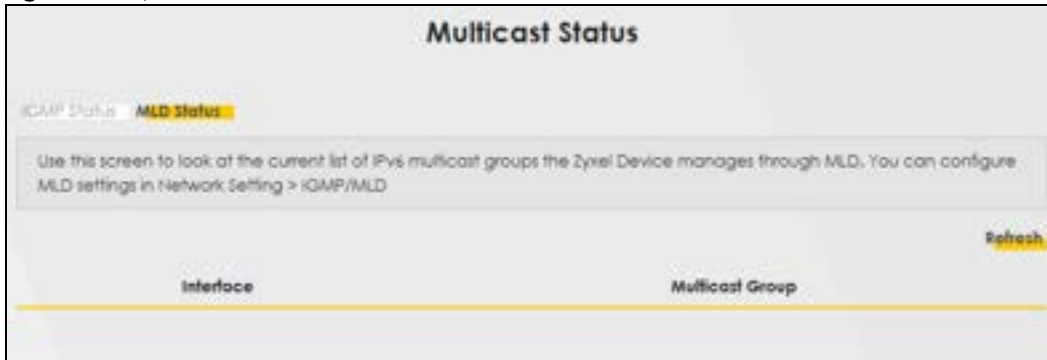 Multicast Status
IGMP Status MLD Status
Use this screen to look at the current list of IPv6 multicast groups the Zyxel Device manages through MLD. You can configure
MLD settings in Network Setting > IGMP/MLD
Refresh
Interface Multicast Group